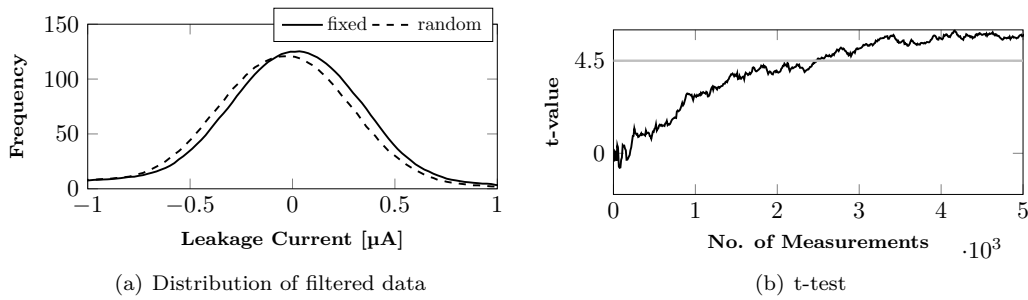 fixed random
150
100
50
0
Frequency
−1 −0.5 0 0.5 1
Leakage Current [µA]
(a) Distribution of filtered data
4.5
0
t-value
0 1 2 3 4 5
No. of Measurements ·10³
(b) t-test